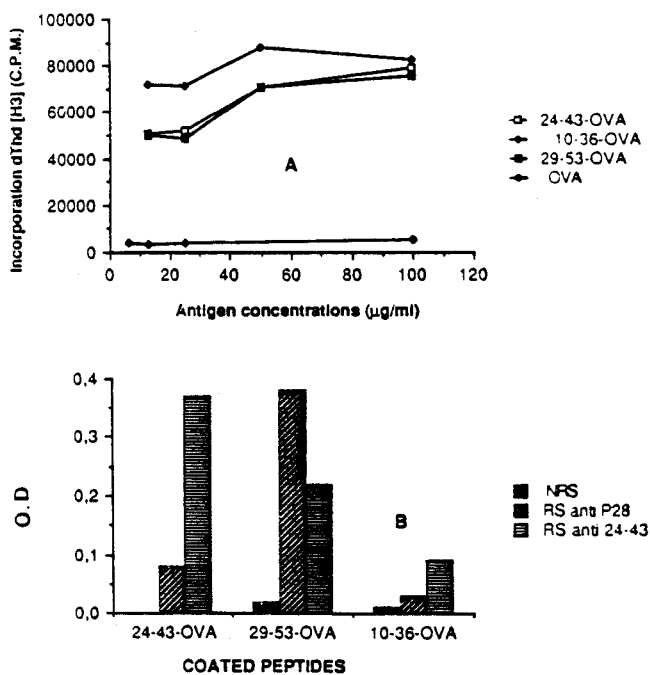 Incorporation dThd [H3] (C.P.M.)
100000
80000
60000
40000
20000
0
A
0 20 40 60 80 100 120
Antigen concentrations (µg/ml)
24-43-OVA
10-36-OVA
29-53-OVA
OVA
O.D
0,4
0,3
0,2
0,1
0,0
B
24-43-OVA 29-53-OVA 10-36-OVA
COATED PEPTIDES
NRS
RS anti P28
RS anti 24-43